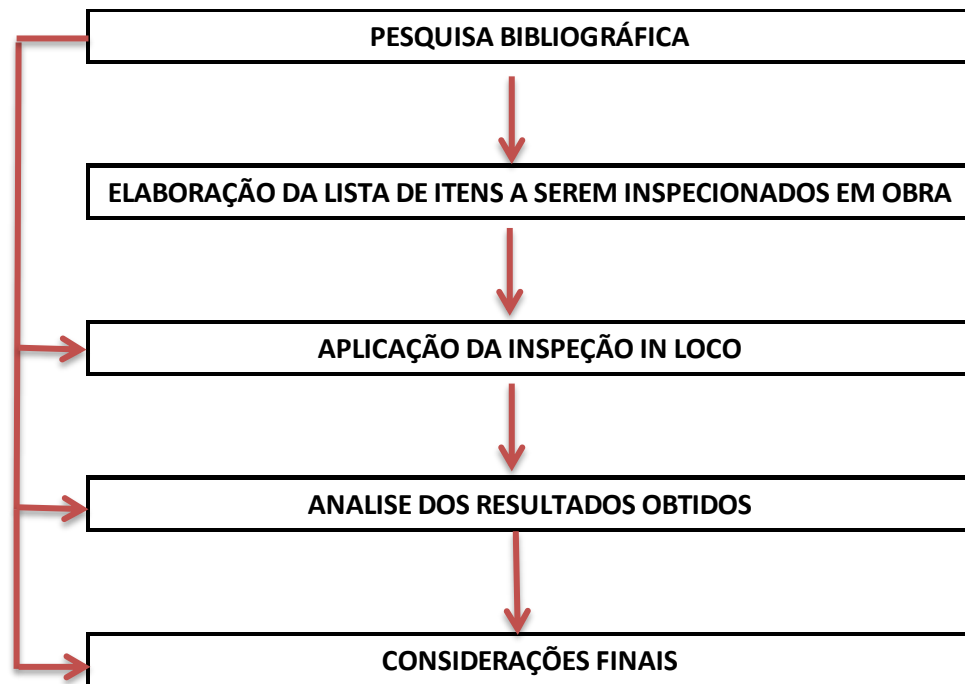 PESQUISA BIBLIOGRÁFICA
ELABORAÇÃO DA LISTA DE ITENS A SEREM INSPECIONADOS EM OBRA
APLICAÇÃO DA INSPEÇÃO IN LOCO
ANALISE DOS RESULTADOS OBTIDOS
CONSIDERAÇÕES FINAIS